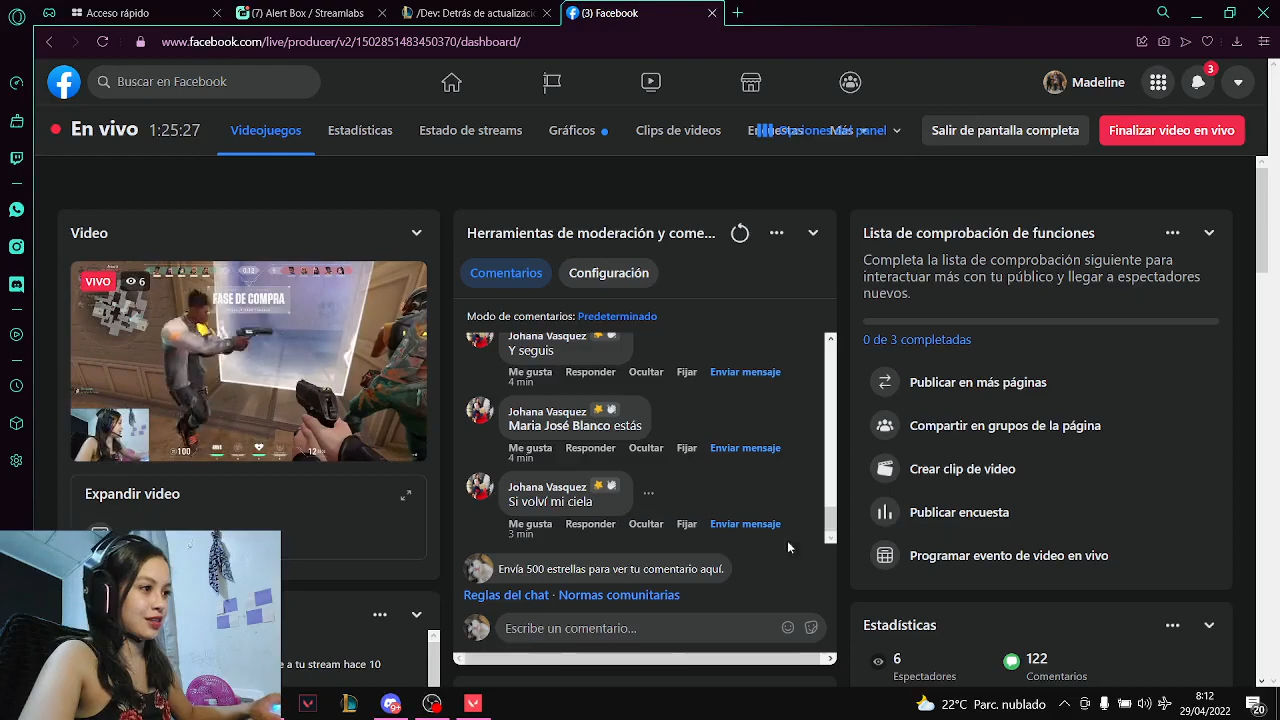 Acceso rápido
(7) Alert Box / Streamlabs
/Dev: Detrás de actualizaci
(3) Facebook
www.facebook.com/live/producer/v2/1502851483450370/dashboard/
Buscar en Facebook
Madeline
3
En vivo 1:25:27
Videojuegos
Estadísticas
Estado de streams
Gráficos
Clips de videos
Finalizar video en vivo
Salir de pantalla completa
Video
VIVO 6
0:12
FASE DE COMPRA
100
12
Expandir video
a tu stream hace 10
Herramientas de moderación y come...
Comentarios
Configuración
Modo de comentarios: Predeterminado
Johana Vasquez
Y seguis
Me gusta Responder Ocultar Fijar Enviar mensaje
4 min
Johana Vasquez
Maria José Blanco estás
Me gusta Responder Ocultar Fijar Enviar mensaje
4 min
Johana Vasquez
Si volví mi ciela
Me gusta Responder Ocultar Fijar Enviar mensaje
3 min
Envía 500 estrellas para ver tu comentario aquí.
Reglas del chat · Normas comunitarias
Escribe un comentario...
Lista de comprobación de funciones
Completa la lista de comprobación siguiente para
interactuar más con tu público y llegar a espectadores
nuevos.
0 de 3 completadas
Publicar en más páginas
Compartir en grupos de la página
Crear clip de video
Publicar encuesta
Programar evento de video en vivo
Estadísticas
6
Espectadores
122
Comentarios
9+
22°C Parc. nublado
8:12
29/04/2022
20